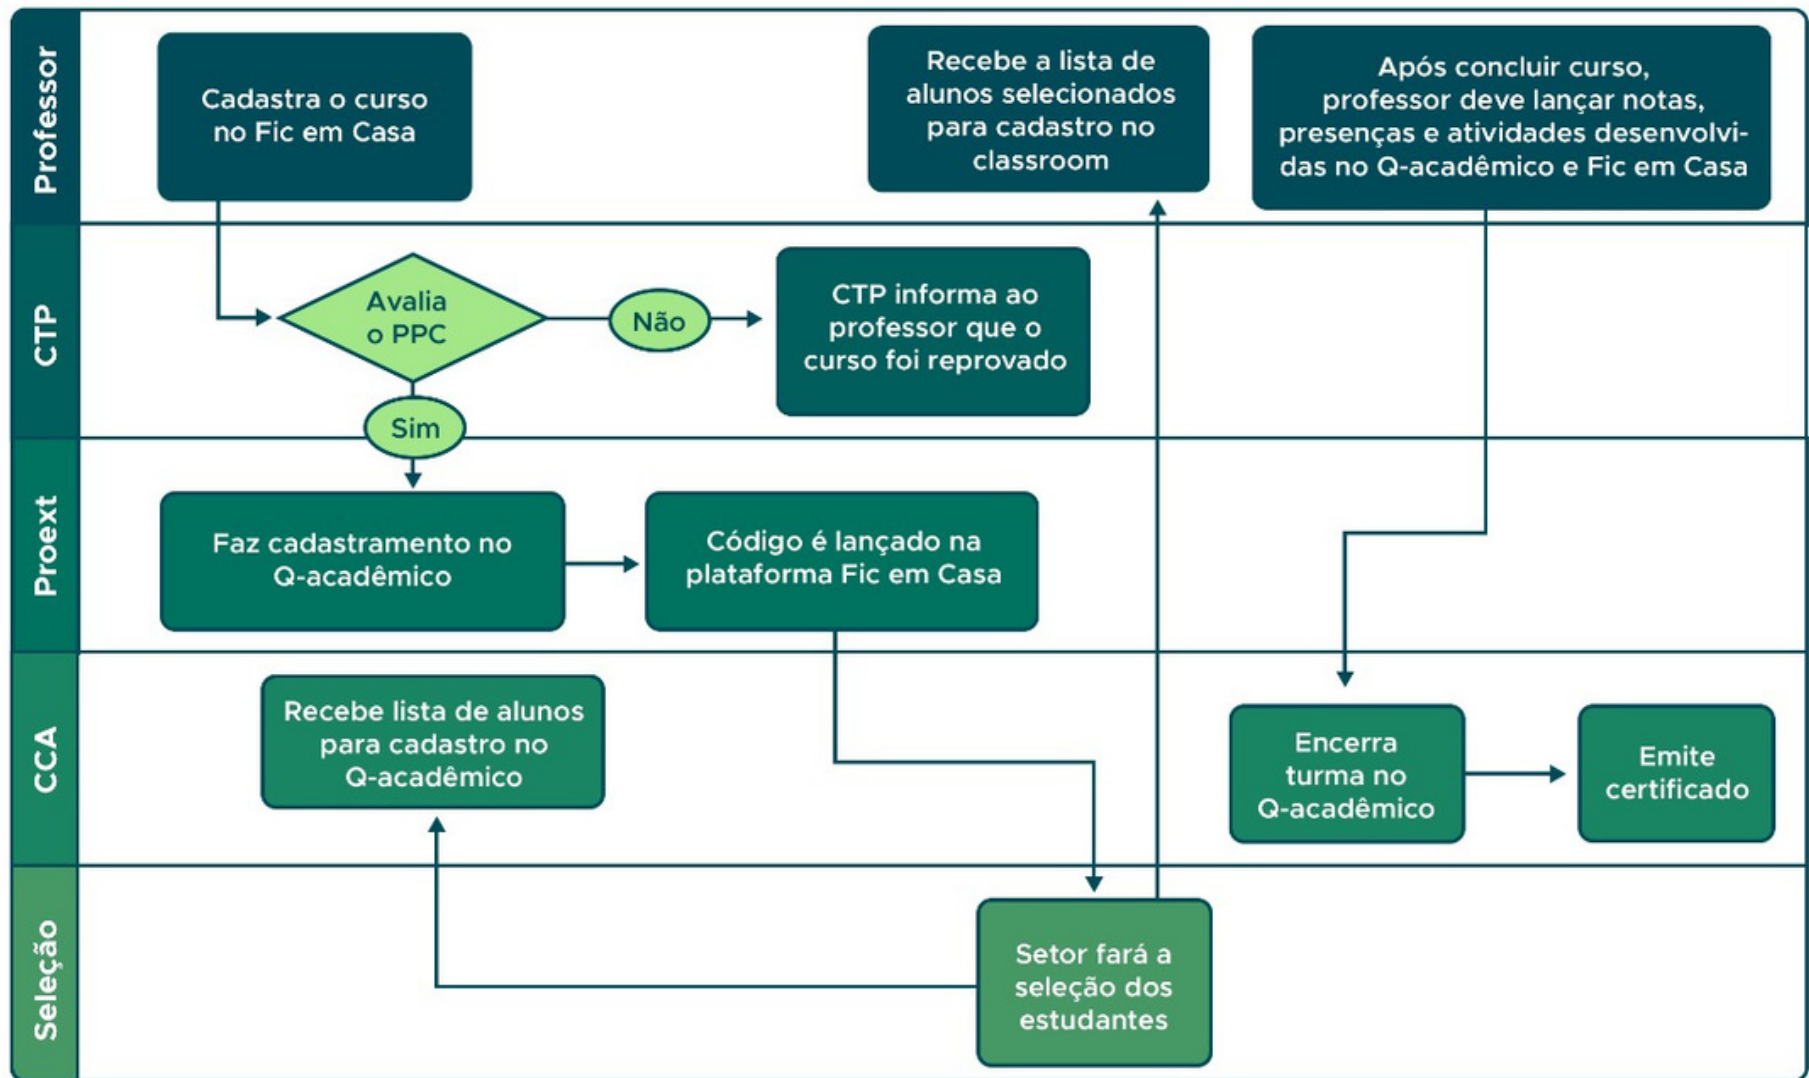 Professor
Cadastra o curso
no Fic em Casa
Recebe a lista de
alunos selecionados
para cadastro no
classroom
Após concluir curso,
professor deve lançar notas,
presenças e atividades desenvolvi-
das no Q-acadêmico e Fic em Casa
CTP
Avalia
o PPC
Não
CTP informa ao
professor que o
curso foi reprovado
Sim
Proext
Faz cadastramento no
Q-acadêmico
Código é lançado na
plataforma Fic em Casa
CCA
Recebe lista de alunos
para cadastro no
Q-acadêmico
Encerra
turma no
Q-acadêmico
Emite
certificado
Seleção
Setor fará a
seleção dos
estudantes